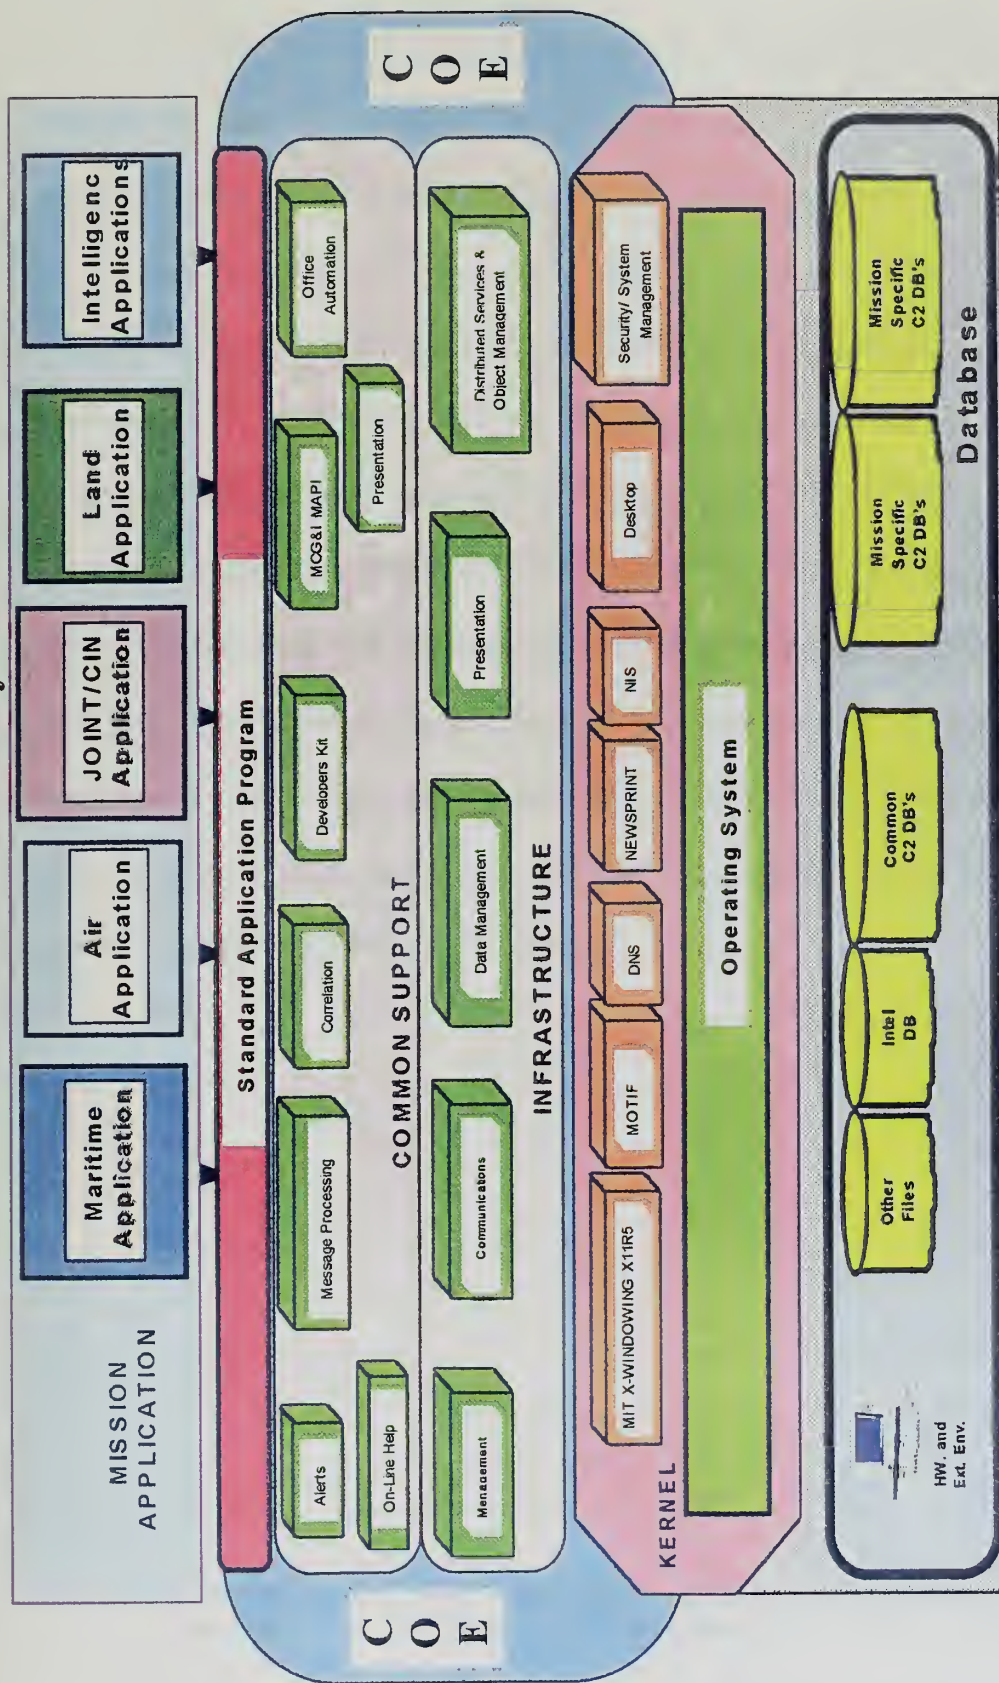 MISSION
APPLICATION
Maritime
Application
Air
Application
JOINT/CIN
Application
Land
Application
Intelligenc
Applications
Standard Application Program
C
O
E
C
O
E
Alerts
On-Line Help
Message Processing
Correlation
Developers Kit
MCG&I MAPI
Presentation
Office
Automation
COMMON SUPPORT
Menagement
Communications
Data Management
Presentation
Distributed Services &
Object Management
INFRASTRUCTURE
MIT X-WINDOWING X11R5
MOTIF
DNS
NEWSPRINT
NIS
Desktop
Security/ System
Management
KERNEL
Operating System
HW. and
Ext. Env.
Other
Files
Intel
DB
Common
C2 DB's
Mission
Specific
C2 DB's
Mission
Specific
C2 DB's
Database